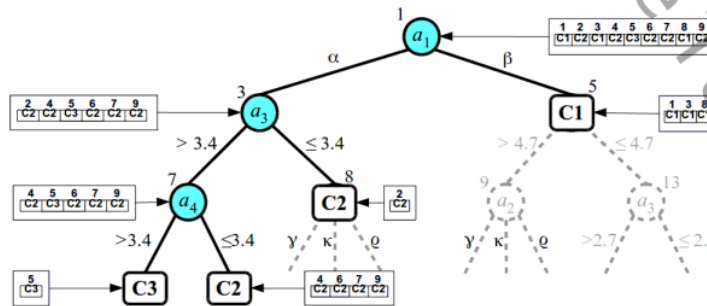 1
1 2 3 4 5 6 7 8 9
C1 C2 C1 C2 C3 C2 C2 C1 C2
a1
α
β
3
5
2 4 5 6 7 9
C2 C2 C3 C2 C2 C2
a3
C1
1 3 8
C1 C1 C1
> 3.4
≤ 3.4
> 4.7
≤ 4.7
7
8
9
13
4 5 6 7 9
C2 C3 C2 C2 C2
a4
C2
2
C2
a2
a3
>3.4
≤3.4
γ κ ϱ
γ κ ϱ
>2.7
≤ 2.
5
C3
C3
C2
4 6 7 9
C2 C2 C2 C2